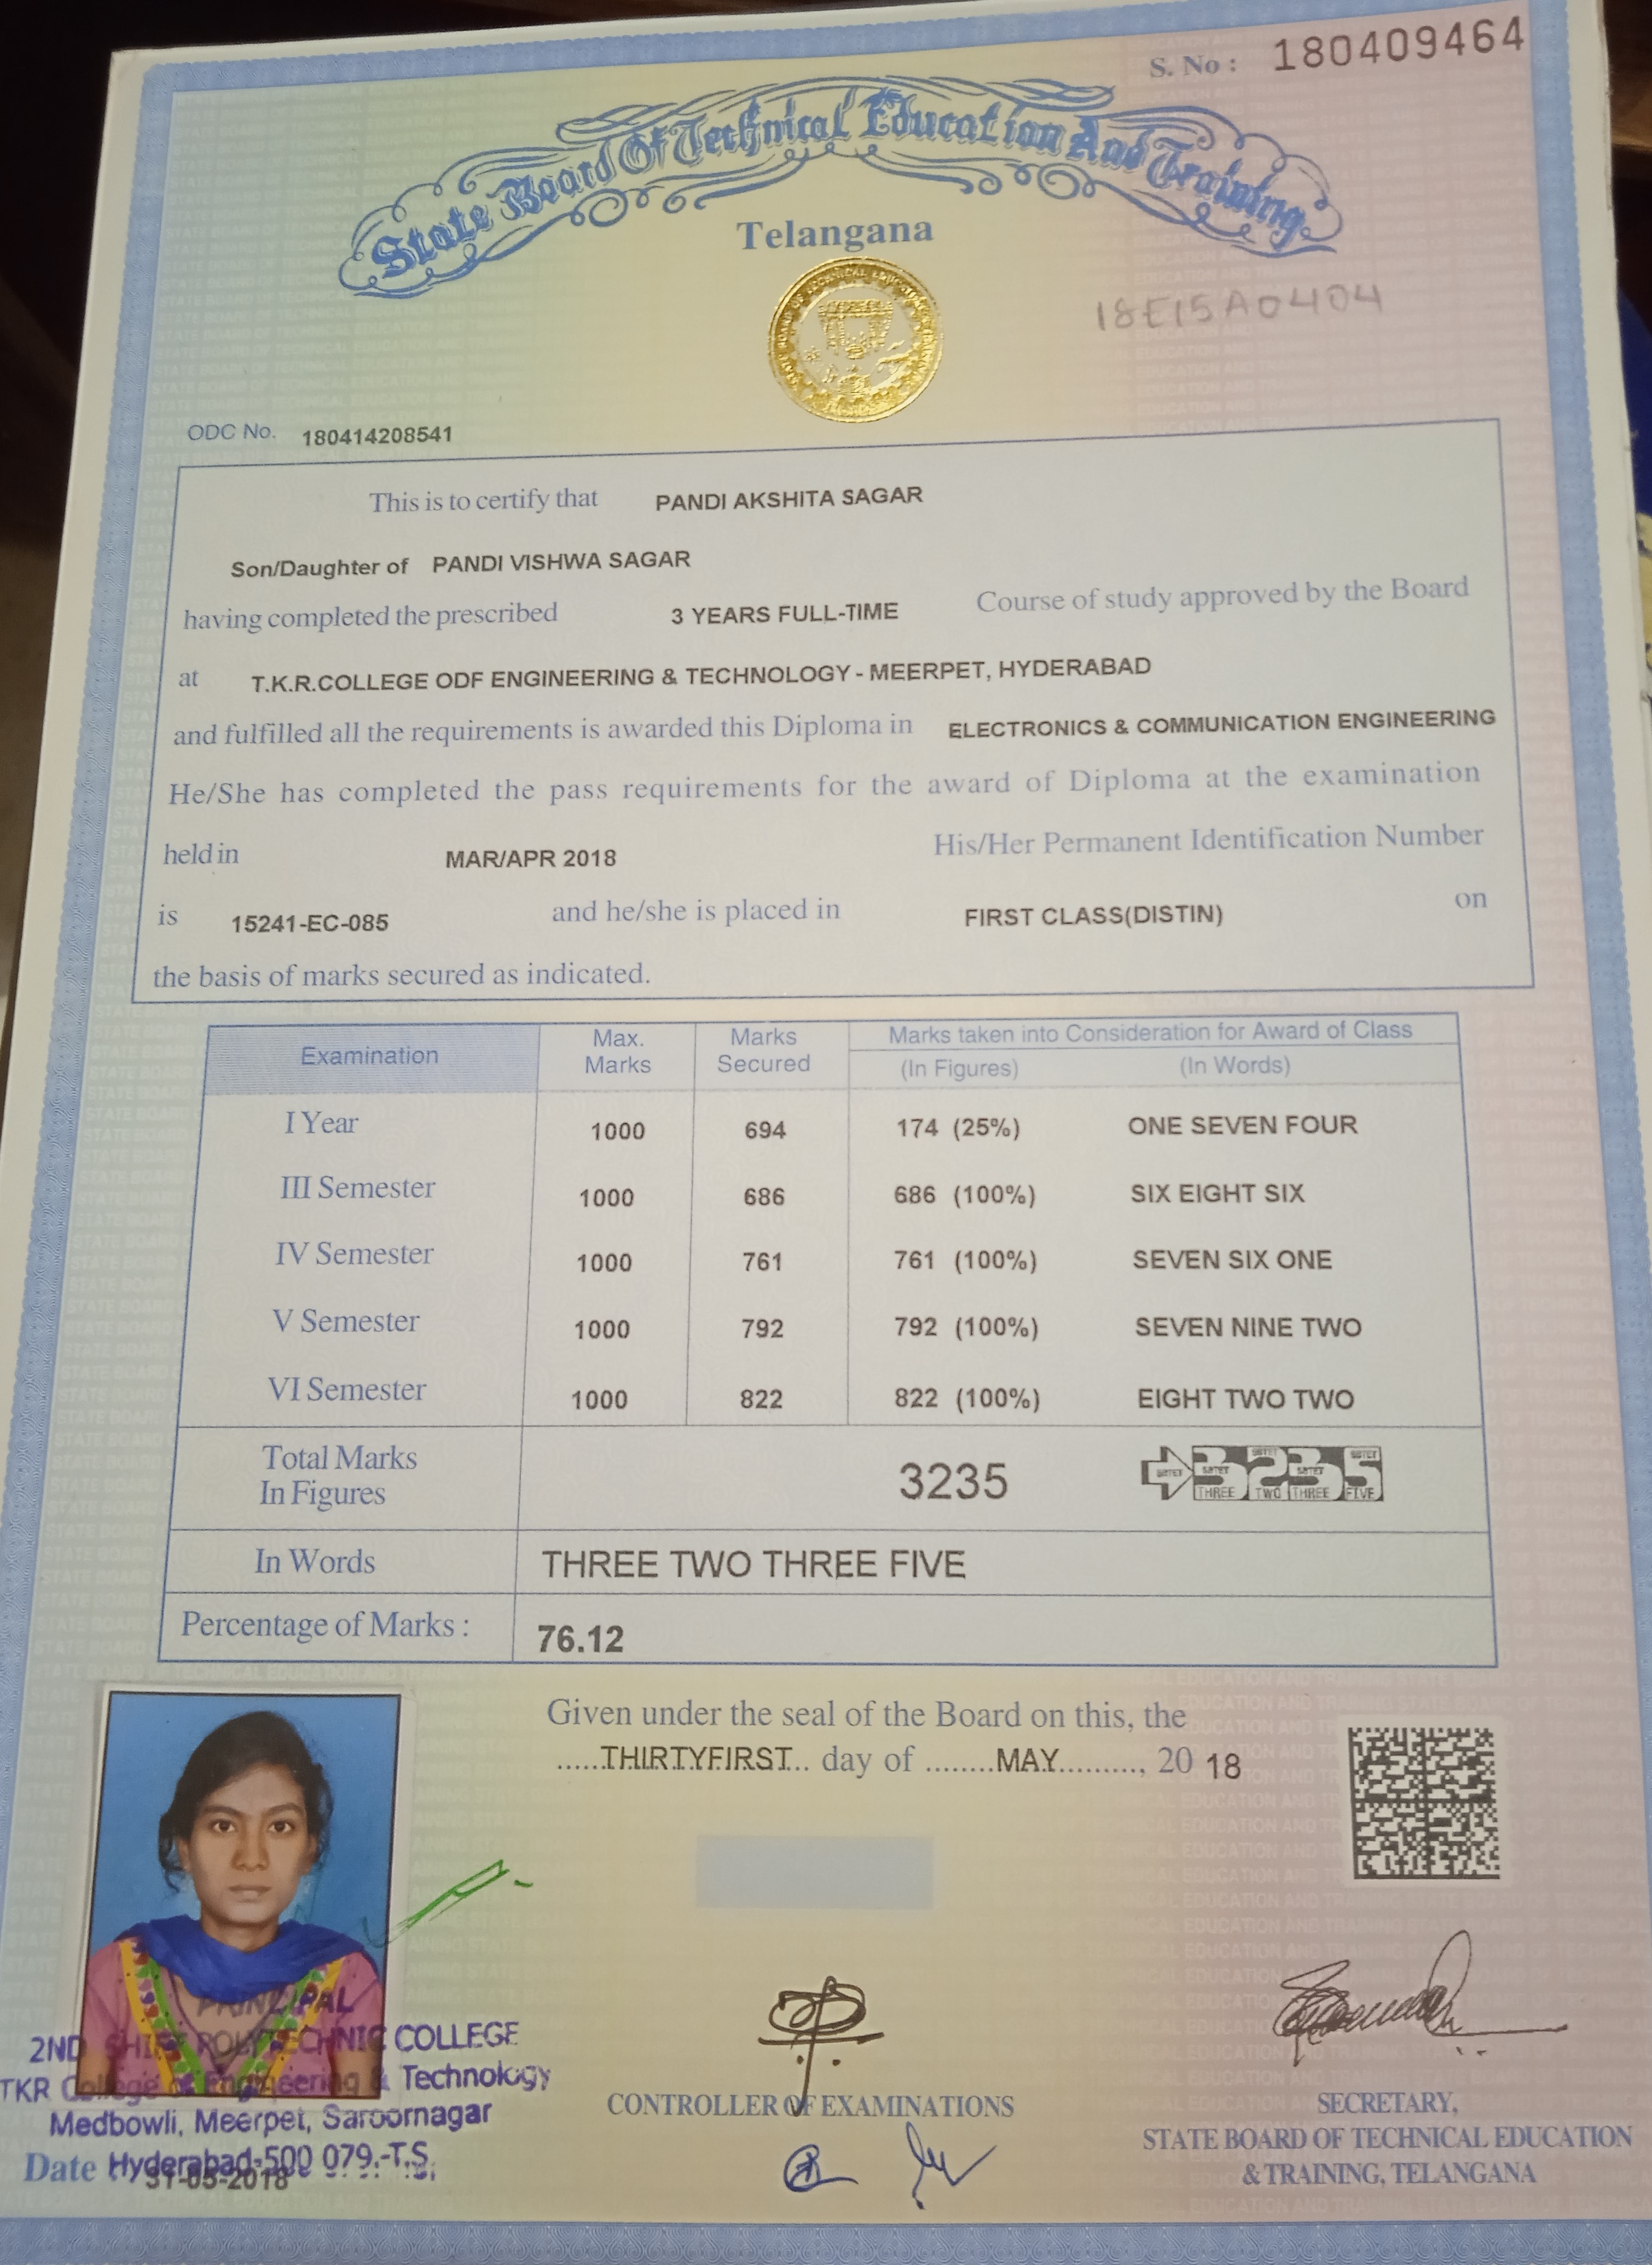 S. No : 180409464
State Board Of Technical Education And Training
Telangana
18E15A0404
ODC No. 180414208541
This is to certify that PANDI AKSHITA SAGAR
Son/Daughter of PANDI VISHWA SAGAR
having completed the prescribed 3 YEARS FULL-TIME Course of study approved by the Board
at T.K.R.COLLEGE ODF ENGINEERING & TECHNOLOGY - MEERPET, HYDERABAD
and fulfilled all the requirements is awarded this Diploma in ELECTRONICS & COMMUNICATION ENGINEERING
He/She has completed the pass requirements for the award of Diploma at the examination
held in MAR/APR 2018 His/Her Permanent Identification Number
is 15241-EC-085 and he/she is placed in FIRST CLASS(DISTIN) on
the basis of marks secured as indicated.
Examination Max. Marks Marks Secured Marks taken into Consideration for Award of Class
(In Figures) (In Words)
I Year 1000 694 174 (25%) ONE SEVEN FOUR
III Semester 1000 686 686 (100%) SIX EIGHT SIX
IV Semester 1000 761 761 (100%) SEVEN SIX ONE
V Semester 1000 792 792 (100%) SEVEN NINE TWO
VI Semester 1000 822 822 (100%) EIGHT TWO TWO
Total Marks In Figures 3235 SBTET 3235
THREE TWO THREE FIVE
In Words THREE TWO THREE FIVE
Percentage of Marks : 76.12
Given under the seal of the Board on this, the
......THIRTYFIRST... day of ........MAY.........., 20 18
PRINCIPAL
2ND SHIFT POLYTECHNIC COLLEGE
TKR College of Engineering & Technology
Medbowli, Meerpet, Saroornagar
Hyderabad-500 079.-T.S.
Date 31-05-2018
CONTROLLER OF EXAMINATIONS
SECRETARY,
STATE BOARD OF TECHNICAL EDUCATION
& TRAINING, TELANGANA